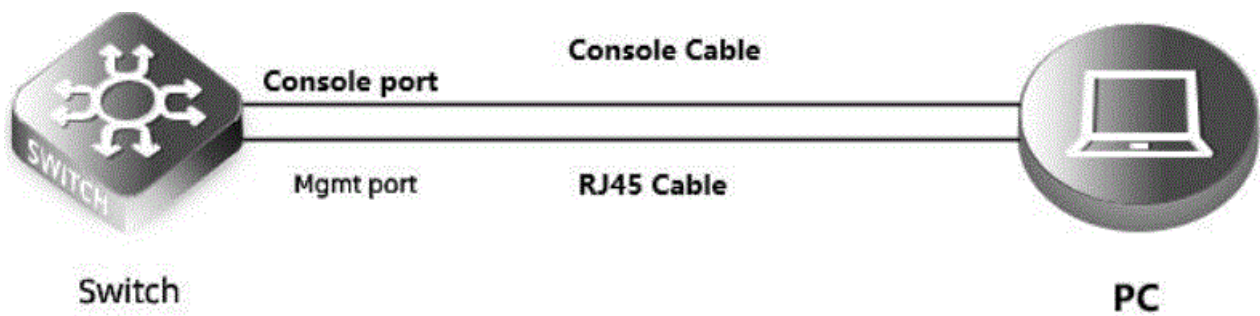 Console Cable
Console port
SWITCH
Mgmt port
RJ45 Cable
Switch
PC